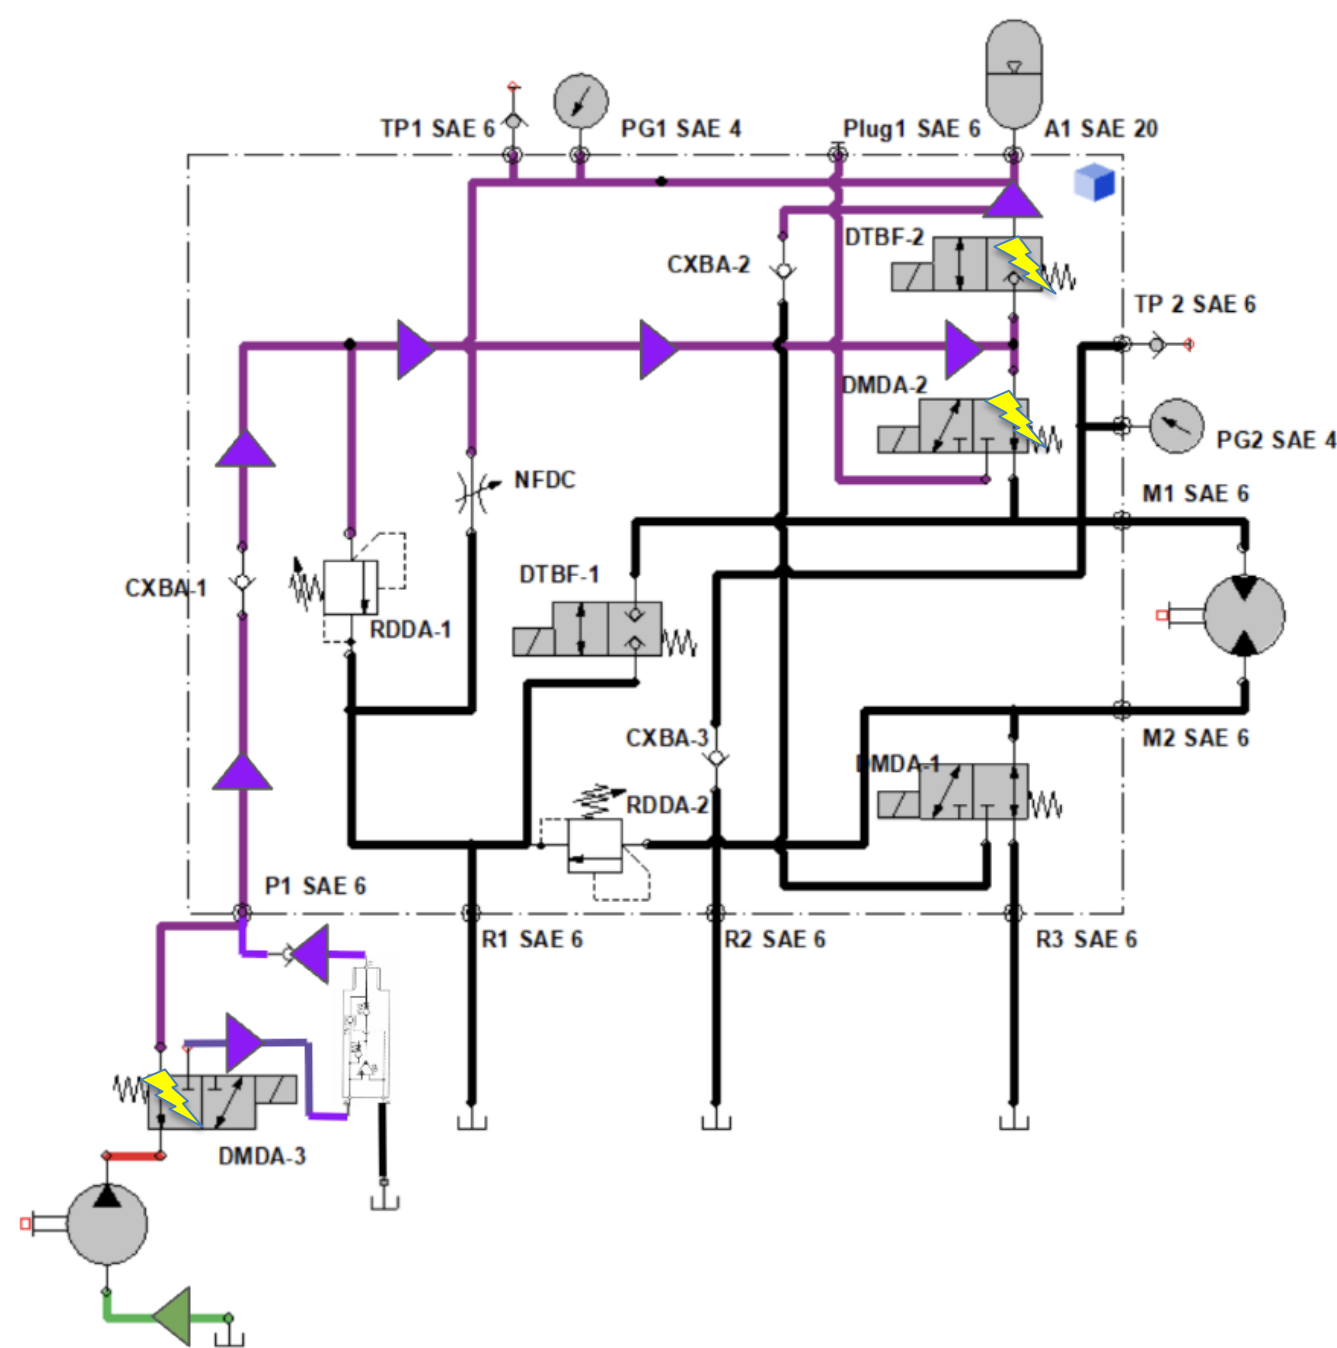 TP1 SAE 6
PG1 SAE 4
Plug1 SAE 6
A1 SAE 20
DTBF-2
CXBA-2
TP 2 SAE 6
DMDA-2
PG2 SAE 4
NFDC
M1 SAE 6
DTBF-1
CXBA-1
RDDA-1
CXBA-3
M2 SAE 6
DMDA-1
RDDA-2
P1 SAE 6
R1 SAE 6
R2 SAE 6
R3 SAE 6
DMDA-3